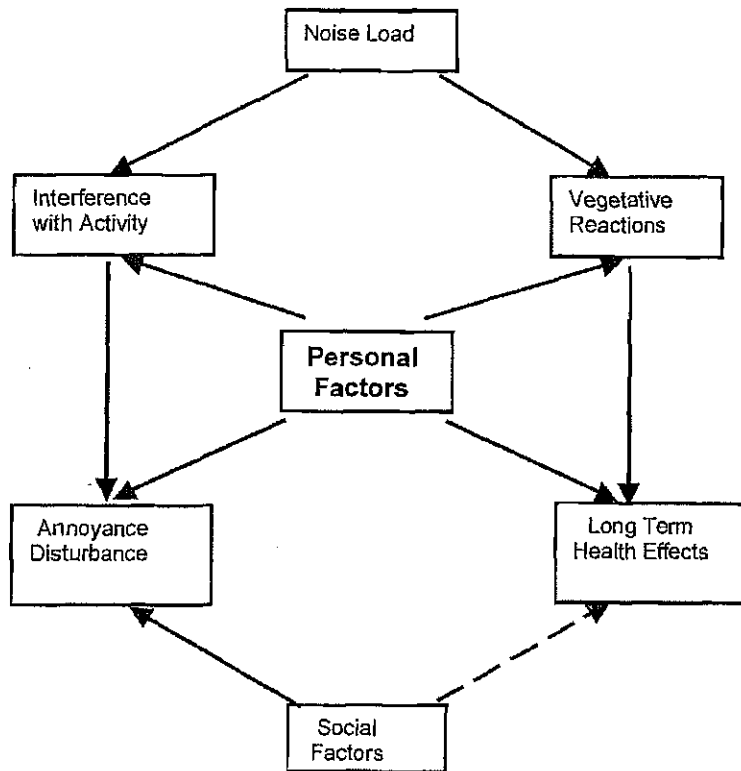 Noise Load
Interference
with Activity
Vegetative
Reactions
Personal
Factors
Annoyance
Disturbance
Long Term
Health Effects
Social
Factors